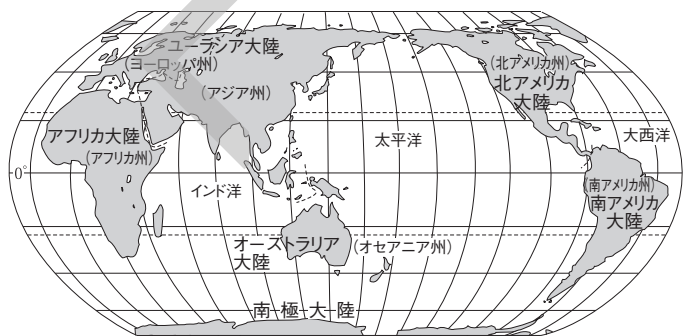 ユーラシア大陸
(ヨーロッパ州)
(アジア州)
(北アメリカ州)
北アメリカ
大陸
アフリカ大陸
(アフリカ州)
太平洋
大西洋
0°
インド洋
(南アメリカ州)
南アメリカ
大陸
オーストラリア
大陸
(オセアニア州)
南極大陸